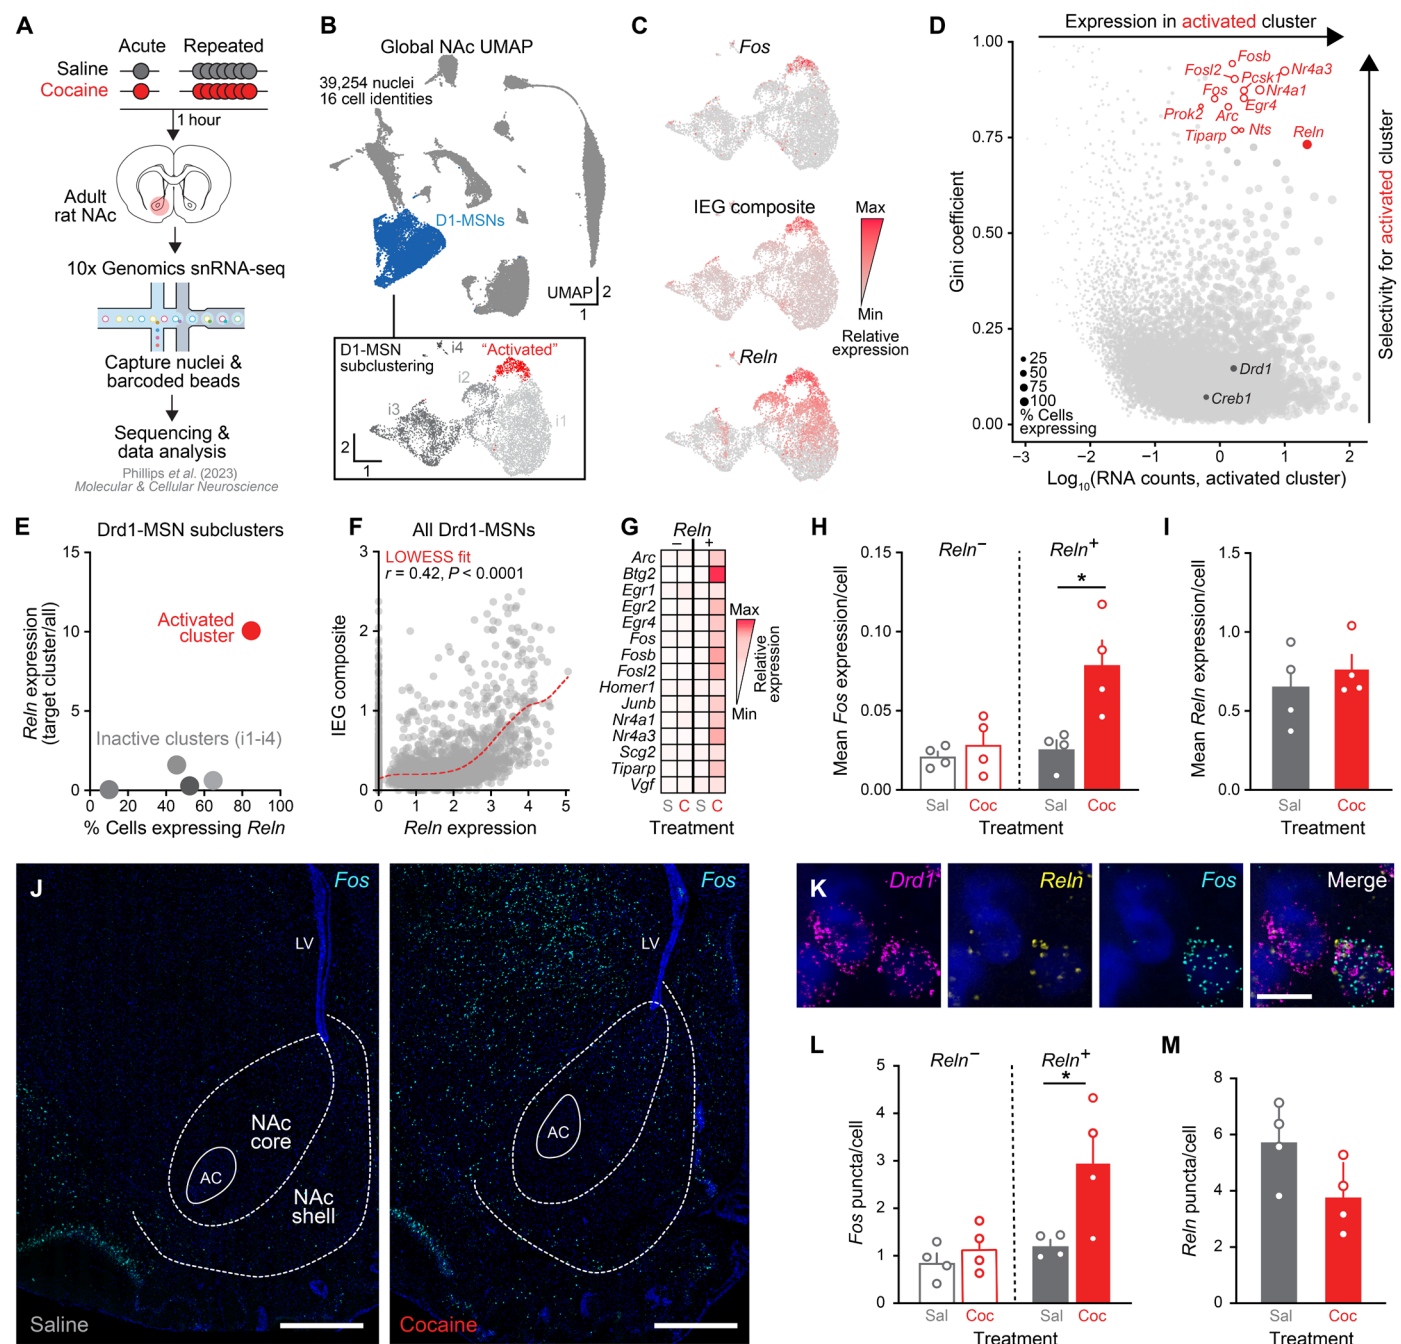 A
Acute
Repeated
Saline
Cocaine
1 hour
Adult
rat NAc
10x Genomics snRNA-seq
Capture nuclei &
barcoded beads
Sequencing &
data analysis
Phillips et al. (2023)
Molecular & Cellular Neuroscience
B
Global NAc UMAP
39,254 nuclei
16 cell identities
D1-MSNs
UMAP
2
1
D1-MSN
subclustering
i4
“Activated”
i2
i3
i1
2
1
C
Fos
IEG composite
Max
Min
Relative
expression
Reln
D
Expression in activated cluster
Gini coefficient
1.00
0.75
0.50
0.25
0.00
Fosb
Fosl2
Pcsk1
Nr4a3
Fos
Nr4a1
Prok2
Arc
Egr4
Tiparp
Nts
Reln
Drd1
Creb1
25
50
75
100
% Cells
expressing
−3
−2
−1
0
1
2
Log10(RNA counts, activated cluster)
Selectivity for activated cluster
E
Drd1-MSN subclusters
Reln expression
(target cluster/all)
15
10
5
0
Activated
cluster
Inactive clusters (i1-i4)
0
20
40
60
80
100
% Cells expressing Reln
F
All Drd1-MSNs
LOWESS fit
r = 0.42, P < 0.0001
IEG composite
3
2
1
0
0
1
2
3
4
5
Reln expression
G
Reln
−
+
Arc
Btg2
Egr1
Egr2
Egr4
Fos
Fosb
Fosl2
Homer1
Junb
Nr4a1
Nr4a3
Scg2
Tiparp
Vgf
S
C
S
C
Treatment
Max
Min
Relative
expression
H
Reln−
Reln+
*
Mean Fos expression/cell
0.15
0.10
0.05
0.00
Sal
Coc
Sal
Coc
Treatment
I
Mean Reln expression/cell
1.5
1.0
0.5
0.0
Sal
Coc
Treatment
J
Fos
LV
NAc
core
AC
NAc
shell
Saline
Fos
LV
AC
Cocaine
K
Drd1
Reln
Fos
Merge
L
Reln−
Reln+
*
Fos puncta/cell
5
4
3
2
1
0
Sal
Coc
Sal
Coc
Treatment
M
Reln puncta/cell
8
6
4
2
0
Sal
Coc
Treatment